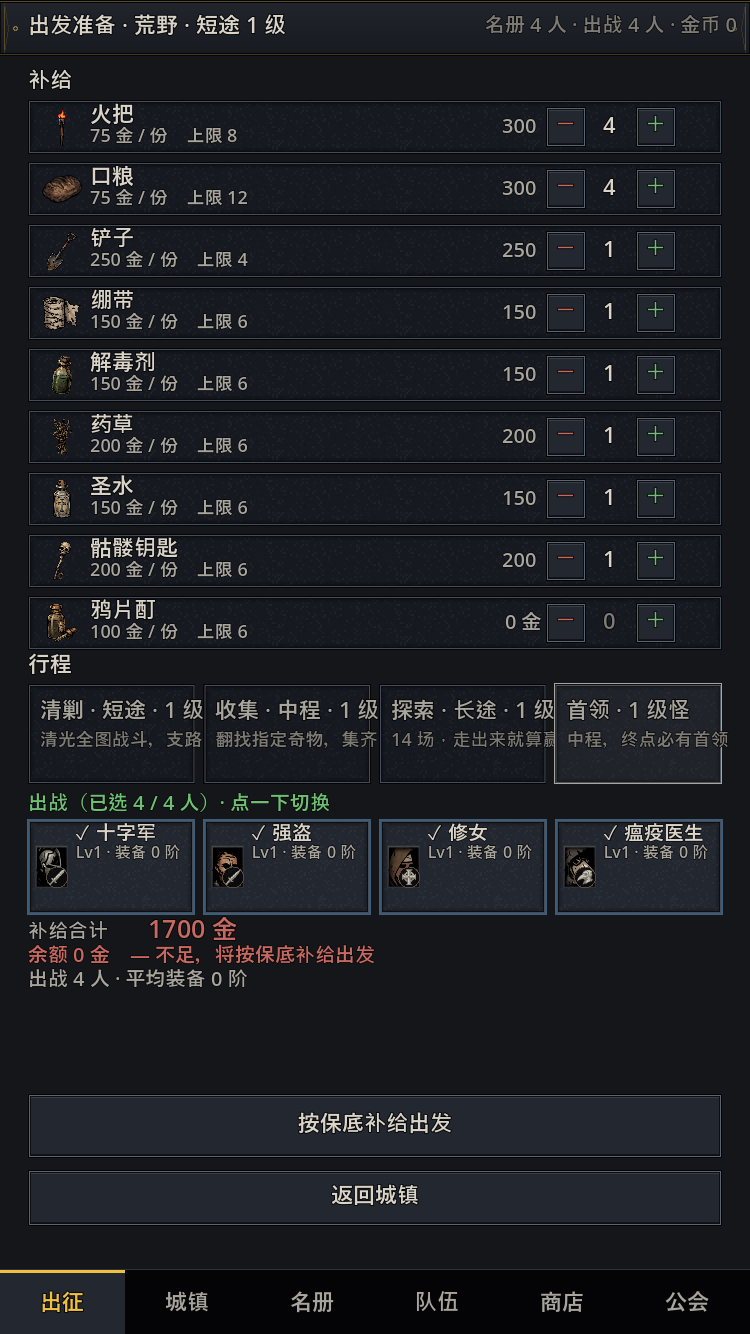 出发准备 · 荒野 · 短途 1 级
名册 4 人 · 出战 4 人 · 金币 0
补给
火把
75 金 / 份 上限 8
300 － 4 ＋
口粮
75 金 / 份 上限 12
300 － 4 ＋
铲子
250 金 / 份 上限 4
250 － 1 ＋
绷带
150 金 / 份 上限 6
150 － 1 ＋
解毒剂
150 金 / 份 上限 6
150 － 1 ＋
药草
200 金 / 份 上限 6
200 － 1 ＋
圣水
150 金 / 份 上限 6
150 － 1 ＋
骷髅钥匙
200 金 / 份 上限 6
200 － 1 ＋
鸦片酊
100 金 / 份 上限 6
0 金 － 0 ＋
行程
清剿 · 短途 · 1 级
清光全图战斗，支路
收集 · 中程 · 1 级
翻找指定奇物，集齐
探索 · 长途 · 1 级
14 场 · 走出来就算赢
首领 · 1 级怪
中程，终点必有首领
出战（已选 4 / 4 人）· 点一下切换
✓ 十字军
Lv1 · 装备 0 阶
✓ 强盗
Lv1 · 装备 0 阶
✓ 修女
Lv1 · 装备 0 阶
✓ 瘟疫医生
Lv1 · 装备 0 阶
补给合计 1700 金
余额 0 金 — 不足，将按保底补给出发
出战 4 人 · 平均装备 0 阶
按保底补给出发
返回城镇
出征 城镇 名册 队伍 商店 公会